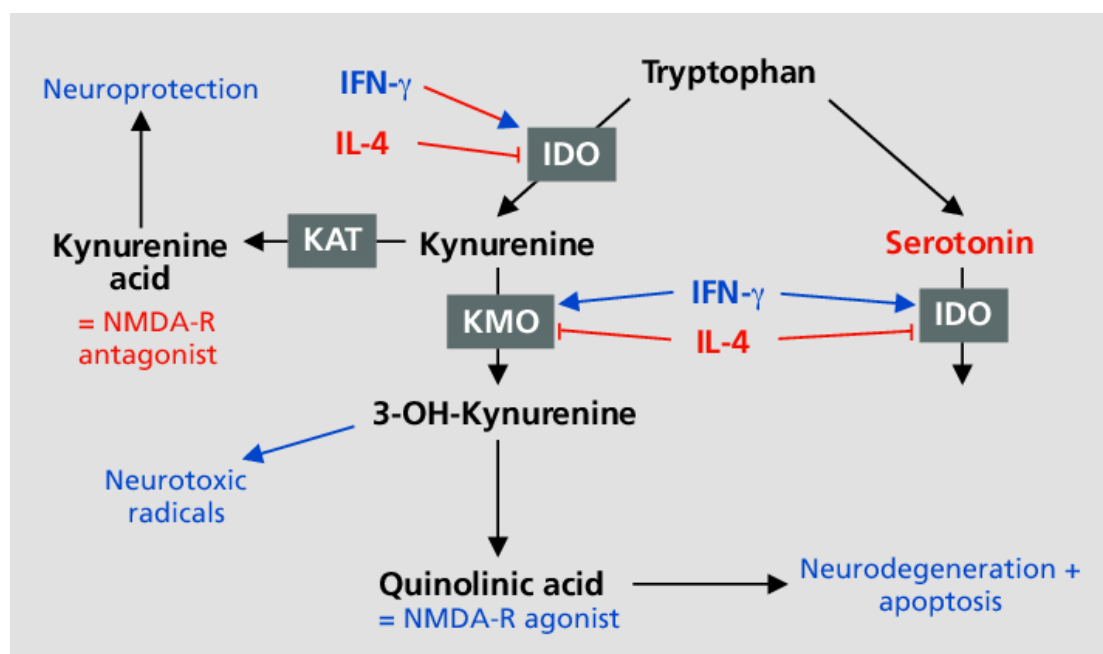 Tryptophan
IFN-γ
Neuroprotection
IL-4
IDO
Kynurenine
acid
= NMDA-R
antagonist
KAT
Kynurenine
Serotonin
KMO
IFN-γ
IL-4
IDO
3-OH-Kynurenine
Neurotoxic
radicals
Quinolinic acid
= NMDA-R agonist
Neurodegeneration +
apoptosis